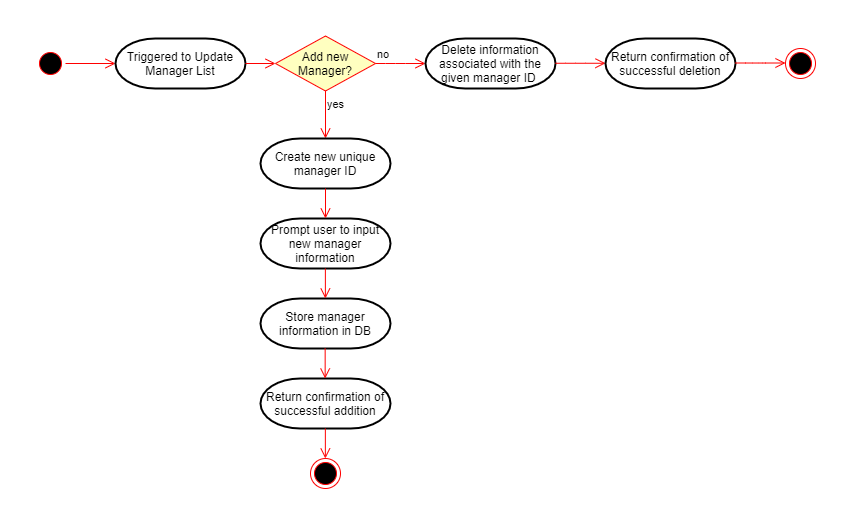 Triggered to Update
Manager List
Add new
Manager?
no
Delete information
associated with the
given manager ID
Return confirmation of
successful deletion
yes
Create new unique
manager ID
Prompt user to input
new manager
information
Store manager
information in DB
Return confirmation of
successful addition